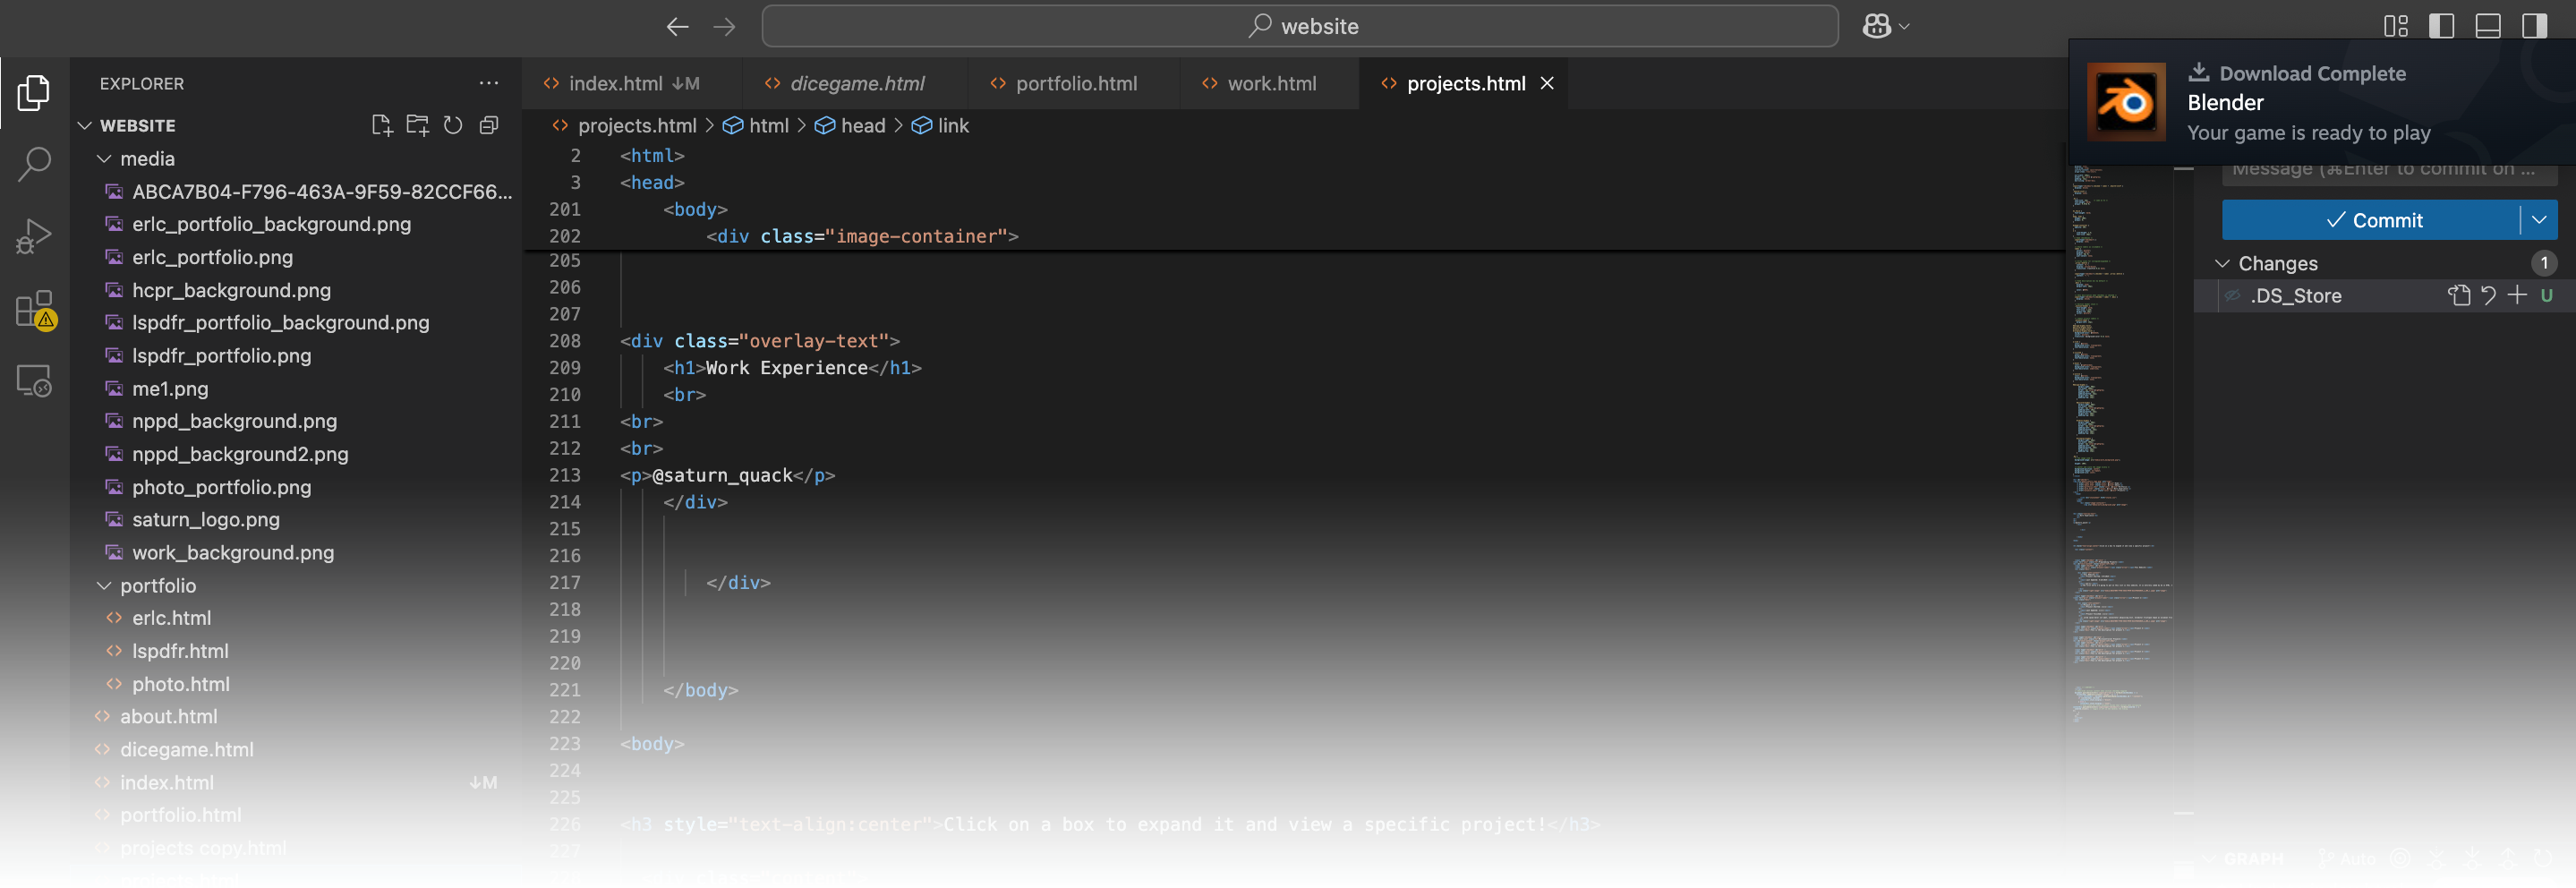 website
EXPLORER
WEBSITE
media
ABCA7B04-F796-463A-9F59-82CCF66...
erlc_portfolio_background.png
erlc_portfolio.png
hcpr_background.png
lspdfr_portfolio_background.png
lspdfr_portfolio.png
me1.png
nppd_background.png
nppd_background2.png
photo_portfolio.png
saturn_logo.png
work_background.png
portfolio
erlc.html
lspdfr.html
photo.html
about.html
dicegame.html
index.html ↓M
portfolio.html
projects copy.html
projects.html
index.html ↓M dicegame.html portfolio.html work.html projects.html
projects.html > html > head > link
2 <html>
3 <head>
201 <body>
202 <div class="image-container">
205
206
207
208 <div class="overlay-text">
209 <h1>Work Experience</h1>
210 <br>
211 <br>
212 <br>
213 <p>@saturn_quack</p>
214 </div>
215
216
217 </div>
218
219
220
221 </body>
222
223 <body>
224
225
226 <h3 style="text-align:center">Click on a box to expand it and view a specific project!</h3>
227
Download Complete
Blender
Your game is ready to play
Message (⌘Enter to commit on ...
Commit
Changes 1
.DS_Store U
GRAPH Auto